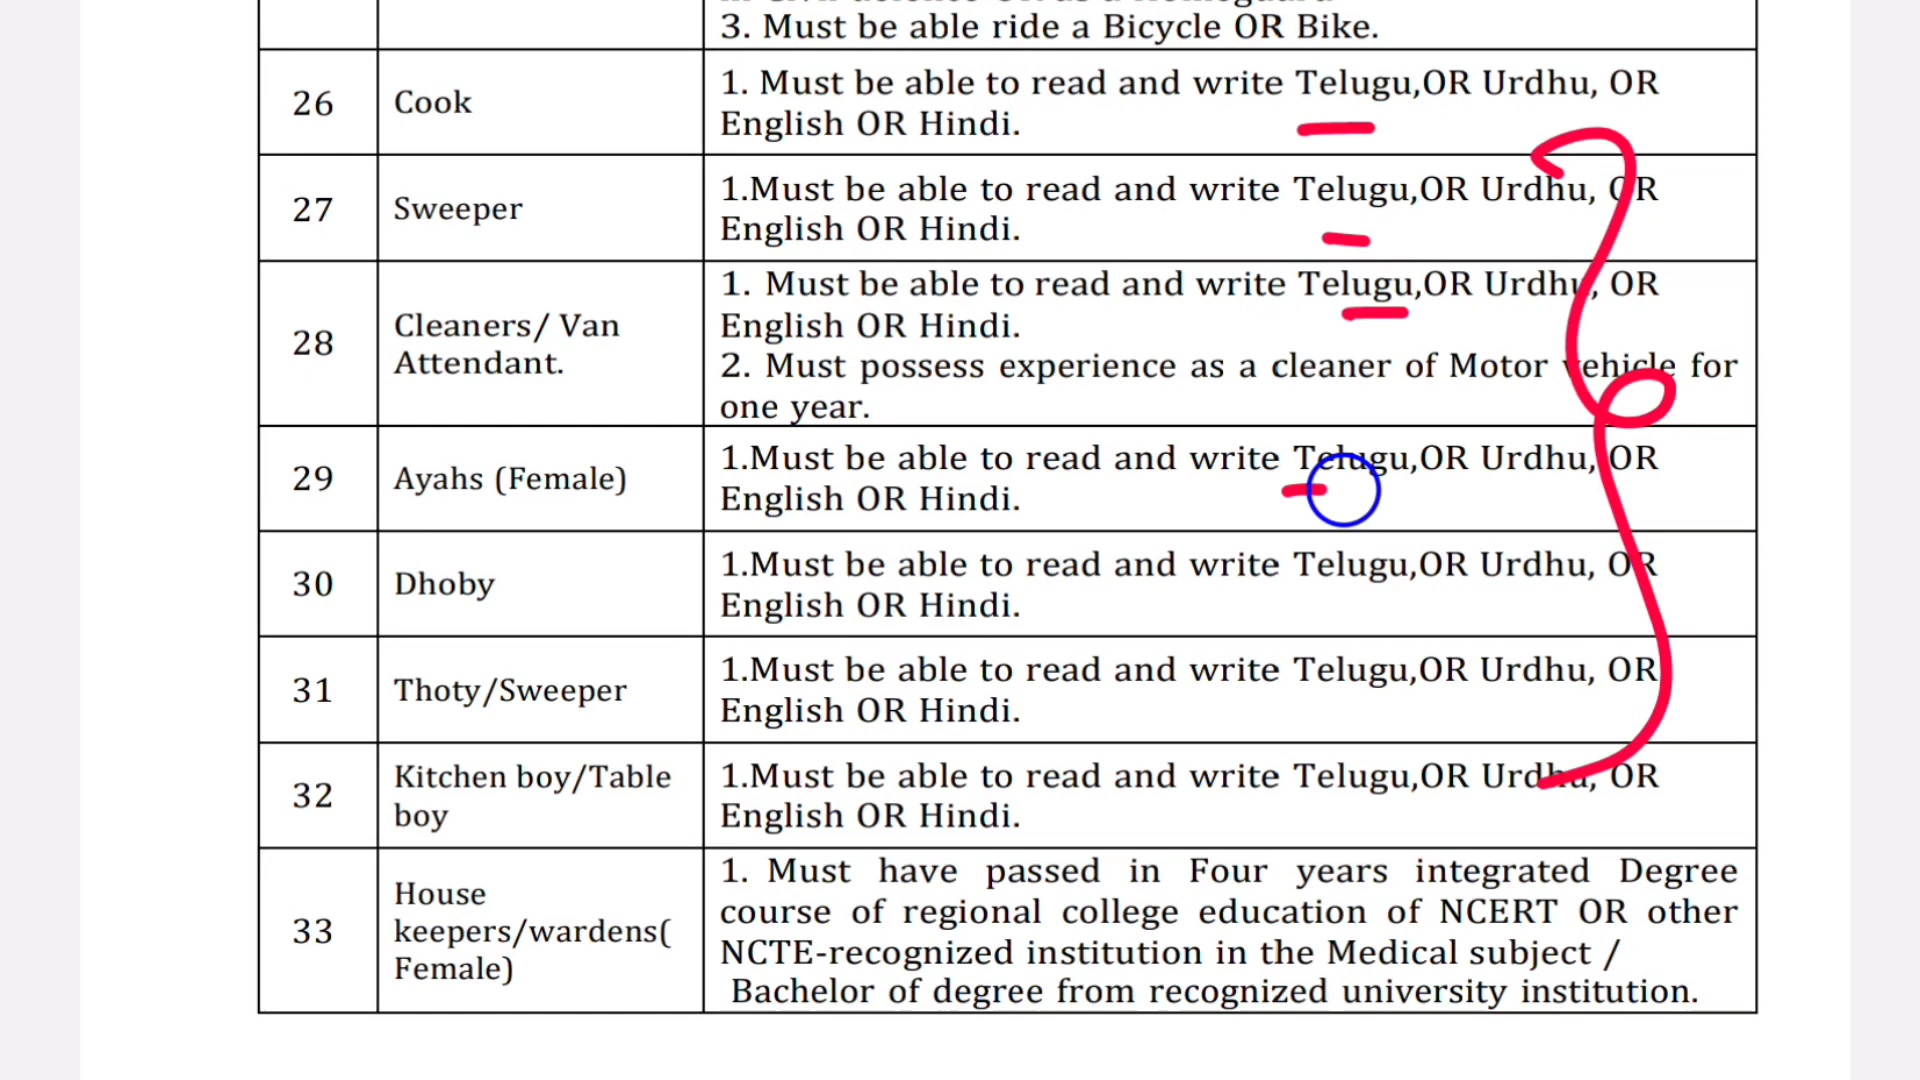 3. Must be able ride a Bicycle OR Bike.
26
Cook
1. Must be able to read and write Telugu,OR Urdhu, OR
English OR Hindi.
27
Sweeper
1.Must be able to read and write Telugu,OR Urdhu, OR
English OR Hindi.
28
Cleaners/ Van
Attendant.
1. Must be able to read and write Telugu,OR Urdhu, OR
English OR Hindi.
2. Must possess experience as a cleaner of Motor vehicle for
one year.
29
Ayahs (Female)
1.Must be able to read and write Telugu,OR Urdhu, OR
English OR Hindi.
30
Dhoby
1.Must be able to read and write Telugu,OR Urdhu, OR
English OR Hindi.
31
Thoty/Sweeper
1.Must be able to read and write Telugu,OR Urdhu, OR
English OR Hindi.
32
Kitchen boy/Table
boy
1.Must be able to read and write Telugu,OR Urdhu, OR
English OR Hindi.
33
House
keepers/wardens(
Female)
1. Must have passed in Four years integrated Degree
course of regional college education of NCERT OR other
NCTE-recognized institution in the Medical subject /
Bachelor of degree from recognized university institution.